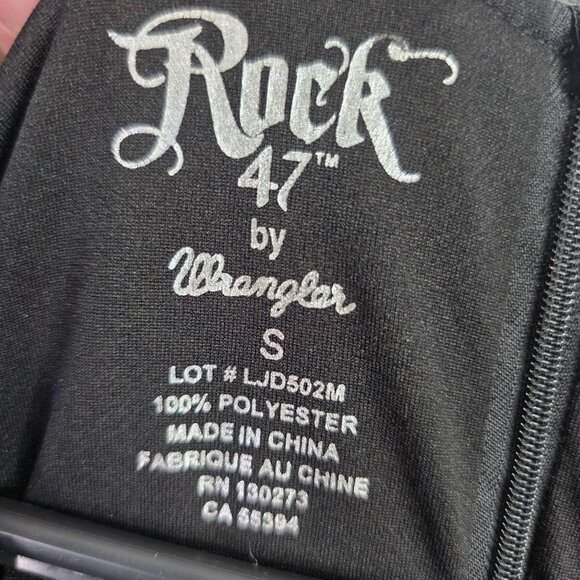 Rock
47™
by
Wrangler
S
LOT # LJD502M
100% POLYESTER
MADE IN CHINA
FABRIQUE AU CHINE
RN 130273
CA 55394